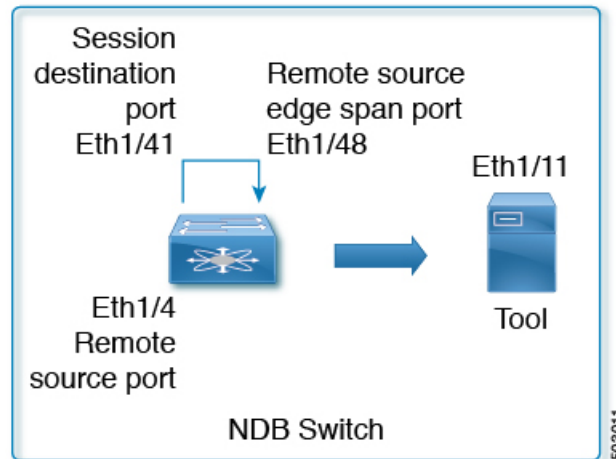 Session
destination
port
Eth1/41
Remote source
edge span port
Eth1/48
Eth1/11
Tool
Eth1/4
Remote
source port
NDB Switch